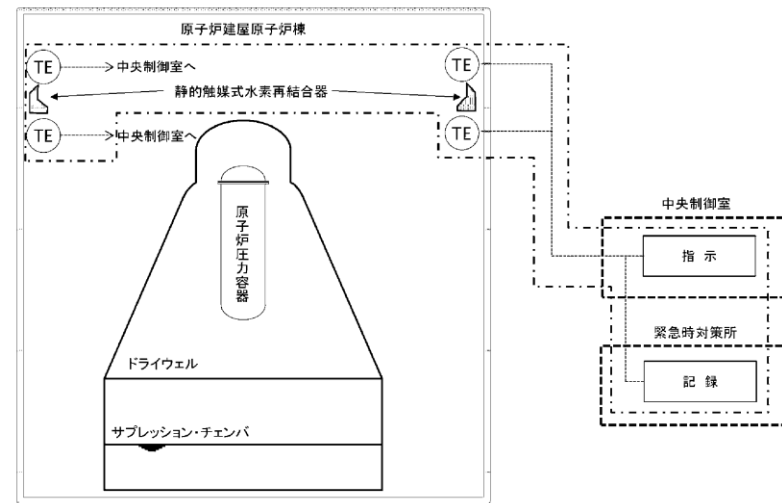 原子炉建屋原子炉棟
TE
中央制御室へ
TE
静的触媒式水素再結合器
TE
中央制御室へ
TE
原子炉圧力容器
中央制御室
指示
緊急時対策所
記録
ドライウェル
サプレッション・チェンバ